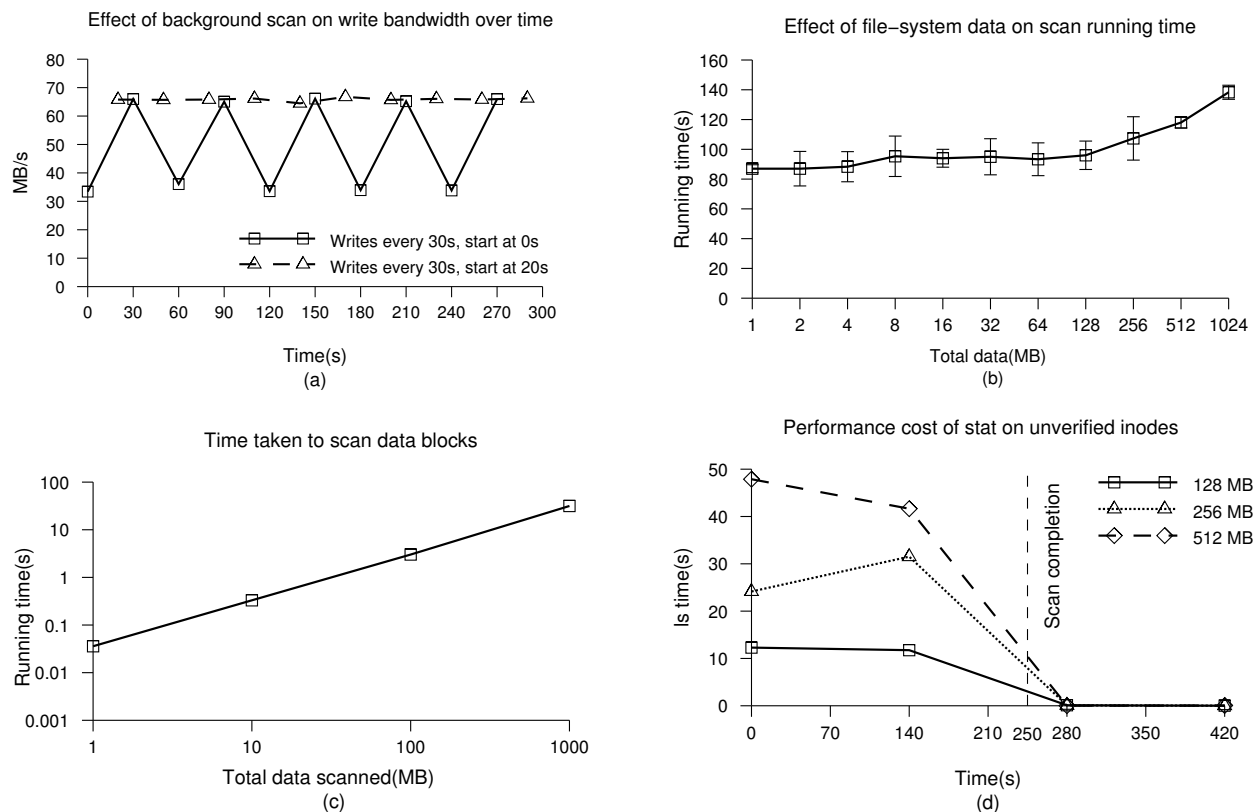 Effect of background scan on write bandwidth over time
80
70
60
50
40
30
20
10
0
MB/s
0 30 60 90 120 150 180 210 240 270 300
Time(s)
(a)
Writes every 30s, start at 0s
Writes every 30s, start at 20s
Effect of file−system data on scan running time
160
140
120
100
80
60
40
20
0
Running time(s)
1 2 4 8 16 32 64 128 256 512 1024
Total data(MB)
(b)
Time taken to scan data blocks
100
10
1
0.1
0.01
0.001
Running time(s)
1 10 100 1000
Total data scanned(MB)
(c)
Performance cost of stat on unverified inodes
50
40
30
20
10
0
ls time(s)
0 70 140 210 250 280 350 420
Time(s)
(d)
Scan completion
128 MB
256 MB
512 MB